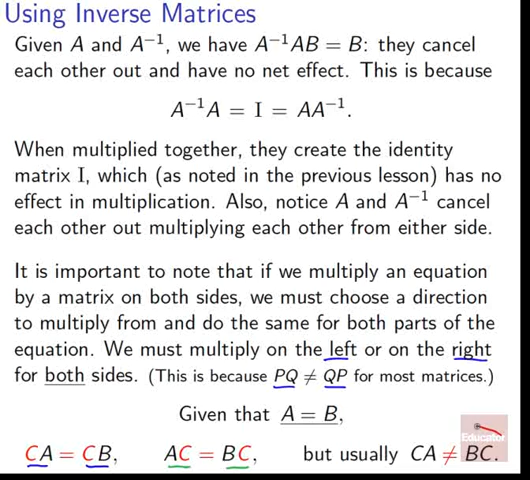 Using Inverse Matrices
Given A and A⁻¹, we have A⁻¹AB = B: they cancel
each other out and have no net effect. This is because
A⁻¹A = I = AA⁻¹.
When multiplied together, they create the identity
matrix I, which (as noted in the previous lesson) has no
effect in multiplication. Also, notice A and A⁻¹ cancel
each other out multiplying each other from either side.
It is important to note that if we multiply an equation
by a matrix on both sides, we must choose a direction
to multiply from and do the same for both parts of the
equation. We must multiply on the left or on the right
for both sides. (This is because PQ ≠ QP for most matrices.)
Given that A = B,
CA = CB, AC = BC, but usually CA ≠ BC.
Educator